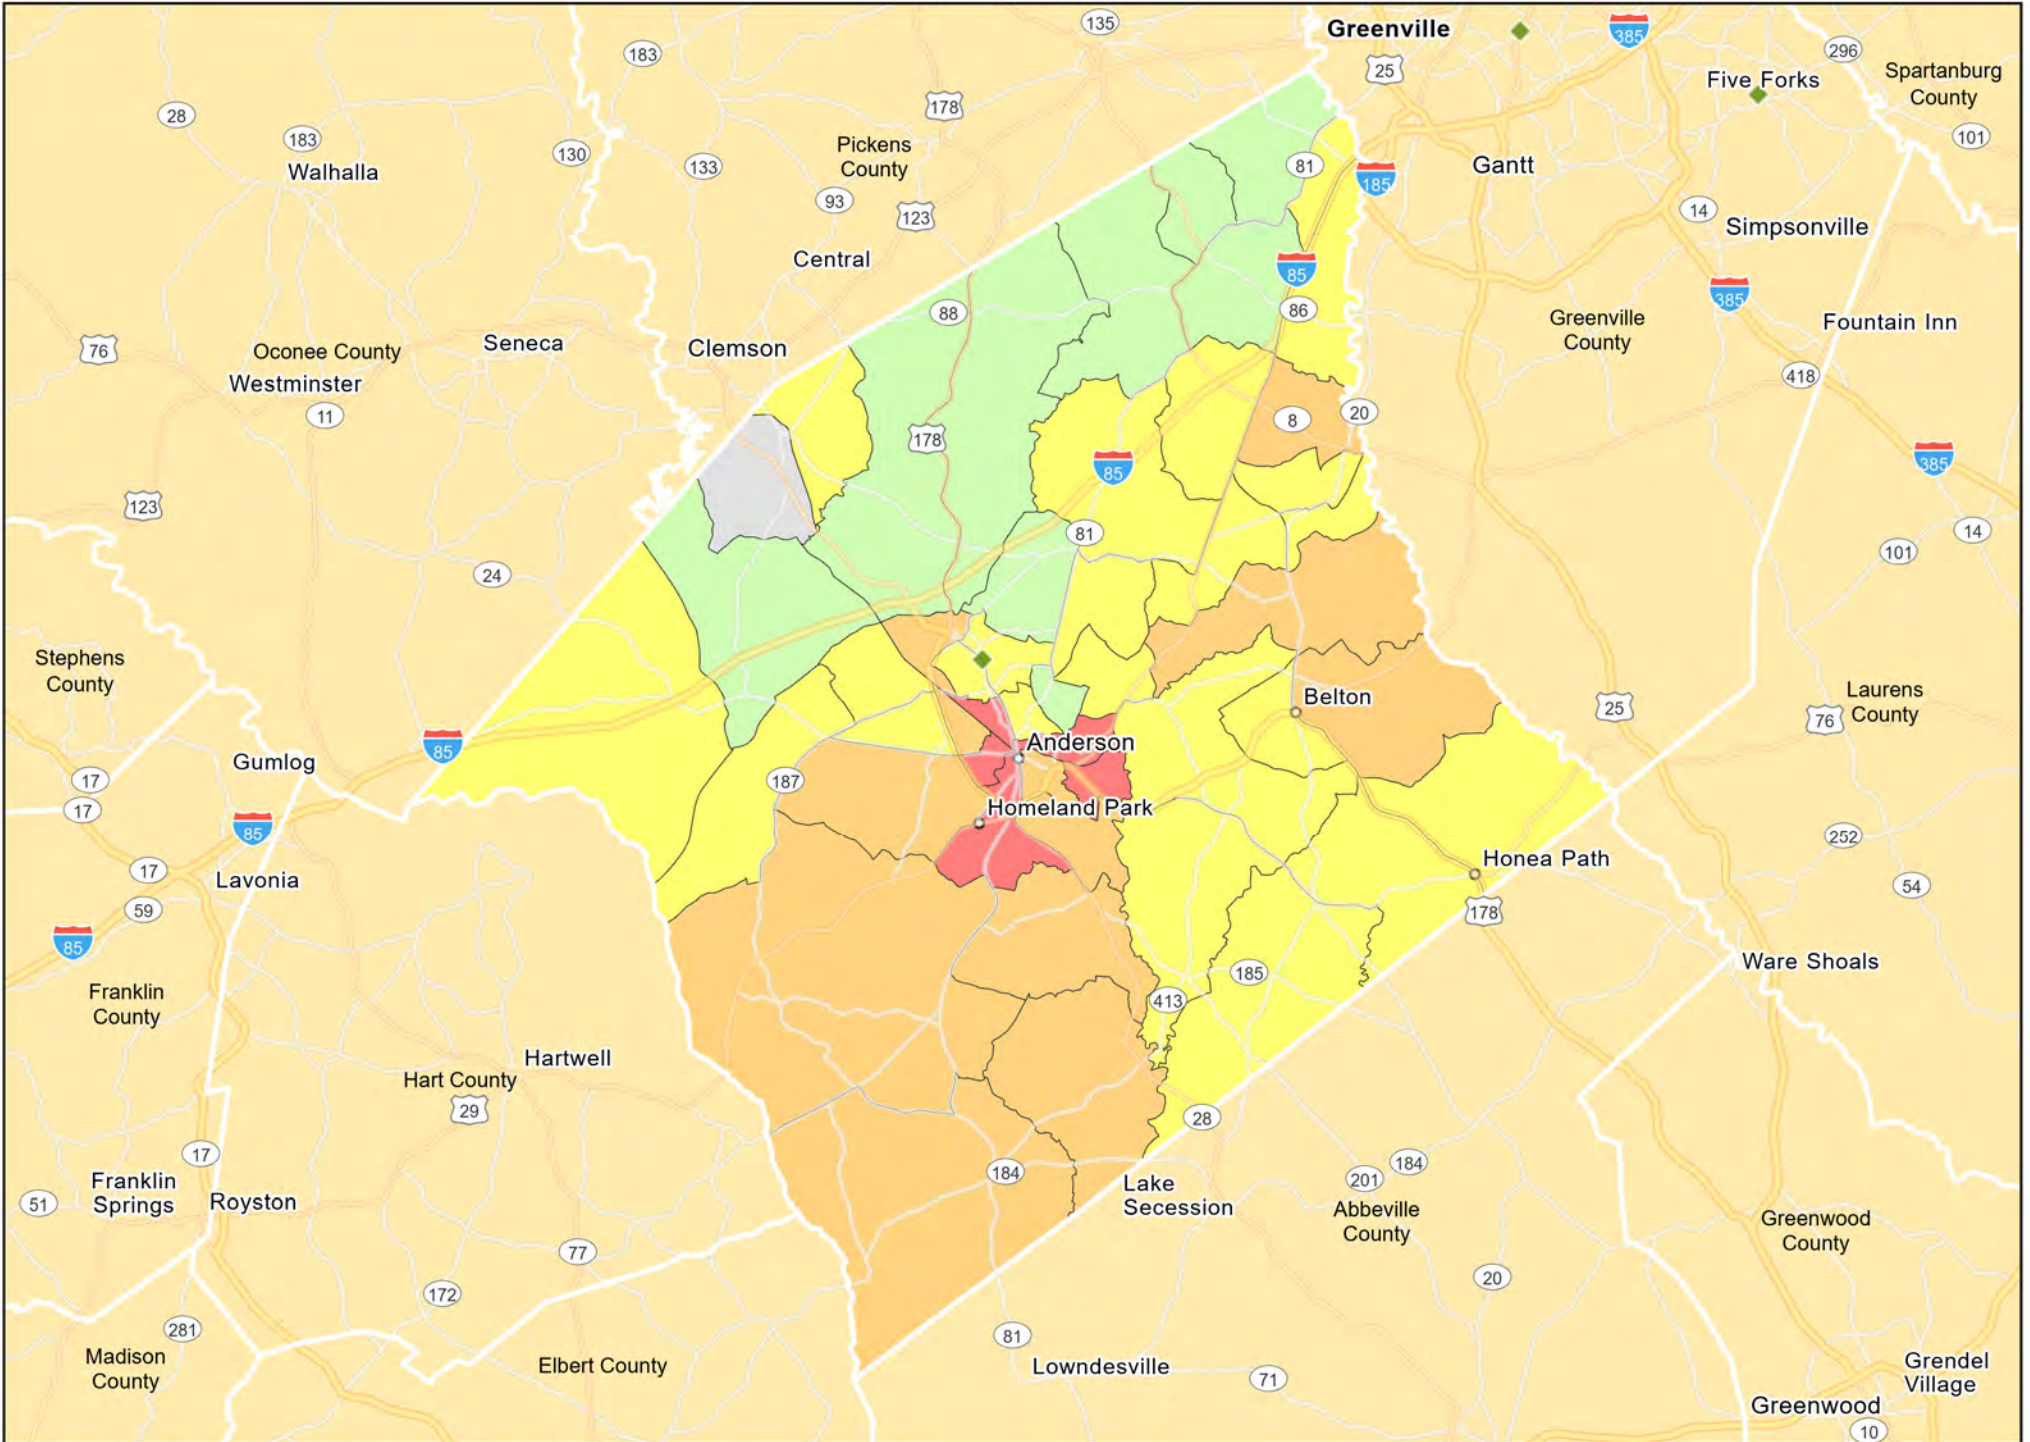 135
Greenville
385
296
183
25
Five Forks
Spartanburg
County
178
28
101
183
130
Pickens
County
Walhalla
133
81
Gantt
185
93
123
14
Simpsonville
Central
85
385
88
86
Greenville
County
Fountain Inn
76
Oconee County
Seneca
Clemson
Westminster
418
11
8
20
178
85
385
123
81
14
101
24
Stephens
County
Belton
Laurens
County
25
76
85
Anderson
Gumlog
17
187
17
Homeland Park
85
252
Honea Path
17
Lavonia
54
59
178
85
Ware Shoals
185
Franklin
County
413
Hartwell
Hart County
29
28
17
184
184
Franklin
Springs
201
Lake
Secession
51
Royston
Abbeville
County
Greenwood
County
77
20
172
281
81
Madison
County
Elbert County
Lowndesville
Grendel
Village
71
Greenwood
10